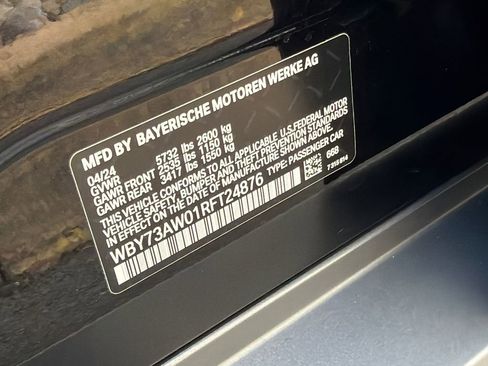 MFD BY BAYERISCHE MOTOREN WERKE AG
04/24
GVWR 5732 lbs 2600 kg
GAWR FRONT 2535 lbs 1150 kg
GAWR REAR 3417 lbs 1550 kg
THIS VEHICLE CONFORMS TO ALL APPLICABLE U.S. FEDERAL MOTOR
VEHICLE SAFETY, BUMPER, AND THEFT PREVENTION STANDARDS
IN EFFECT ON THE DATE OF MANUFACTURE SHOWN ABOVE.
WBY73AW01RFT24876 TYPE: PASSENGER CAR
668